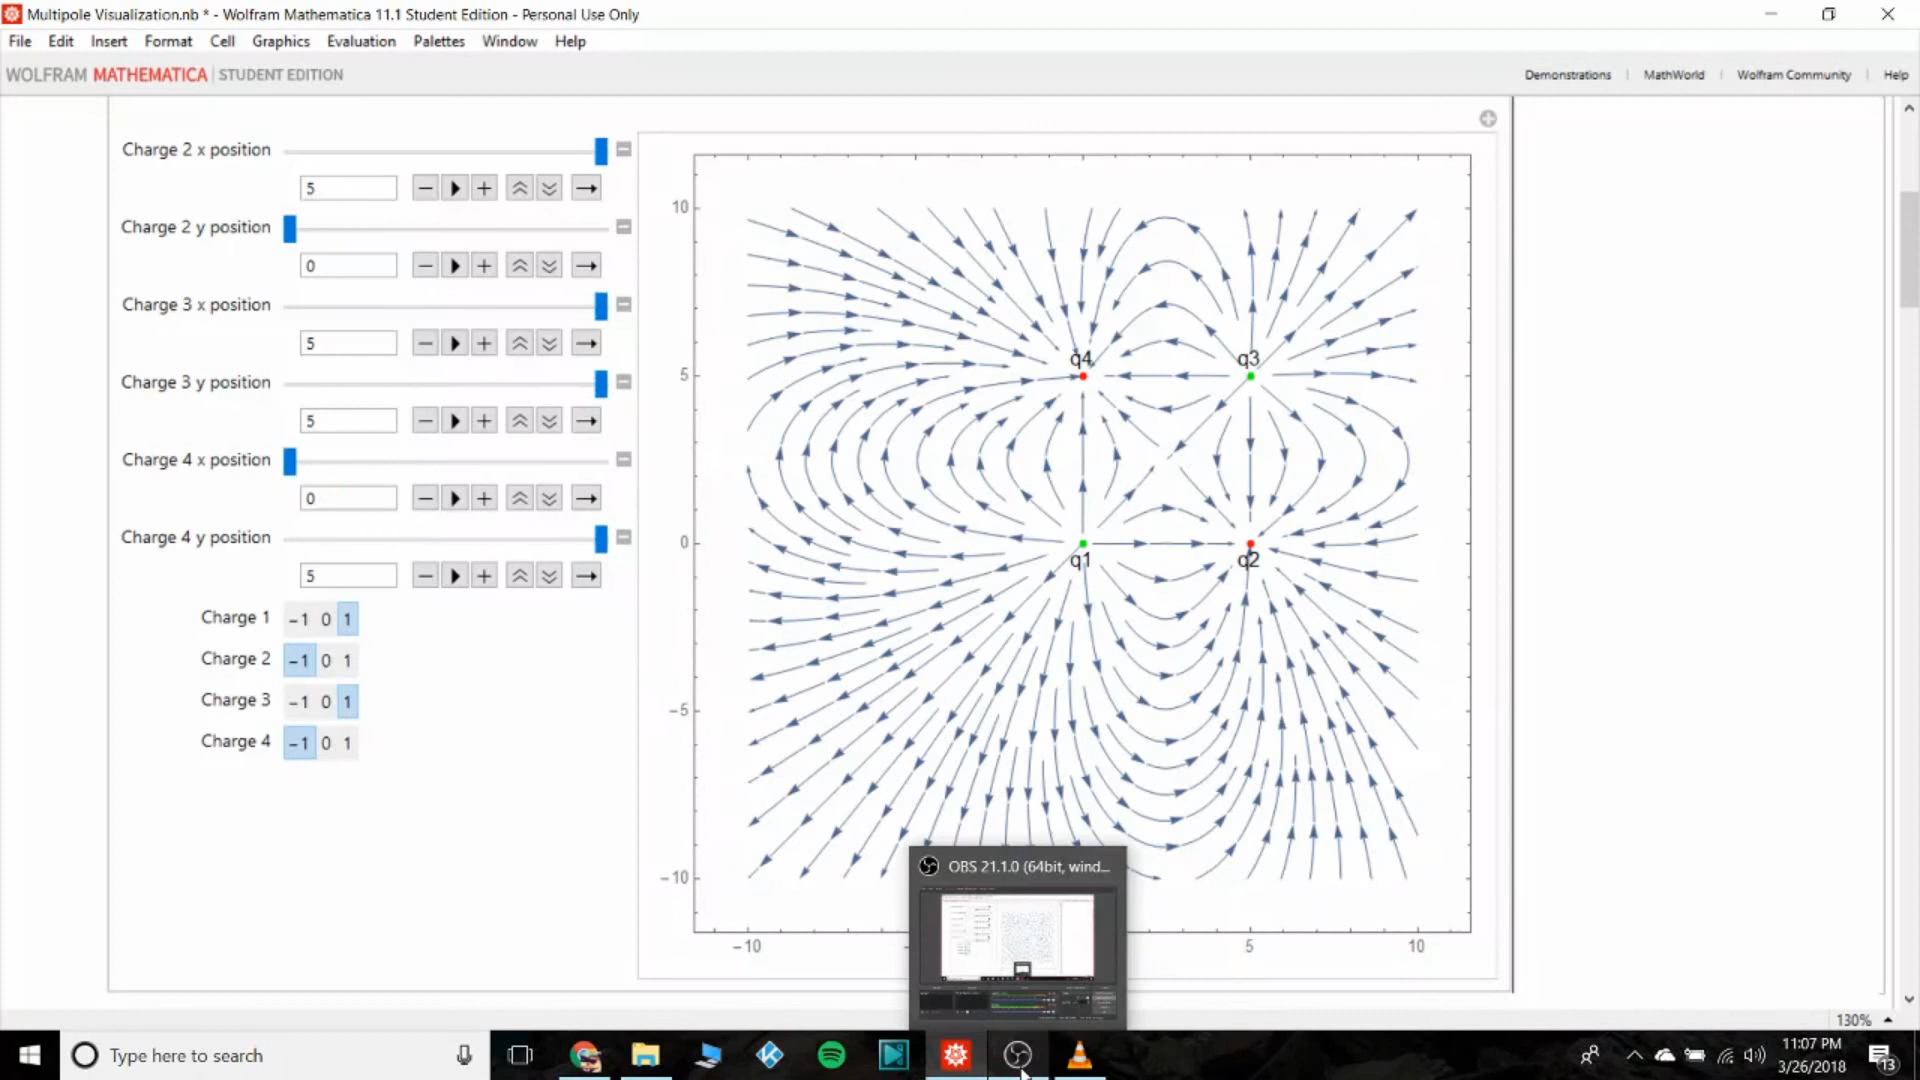 Multipole Visualization.nb * - Wolfram Mathematica 11.1 Student Edition - Personal Use Only
File Edit Insert Format Cell Graphics Evaluation Palettes Window Help
WOLFRAM MATHEMATICA | STUDENT EDITION
Demonstrations | MathWorld | Wolfram Community | Help
Charge 2 x position
5
Charge 2 y position
0
Charge 3 x position
5
Charge 3 y position
5
Charge 4 x position
0
Charge 4 y position
5
Charge 1 -1 0 1
Charge 2 -1 0 1
Charge 3 -1 0 1
Charge 4 -1 0 1
10
5
0
-5
-10
q4 q3
q1 q2
-10 5 10
OBS 21.1.0 (64bit, wind...
130%
Type here to search
11:07 PM
3/26/2018
13